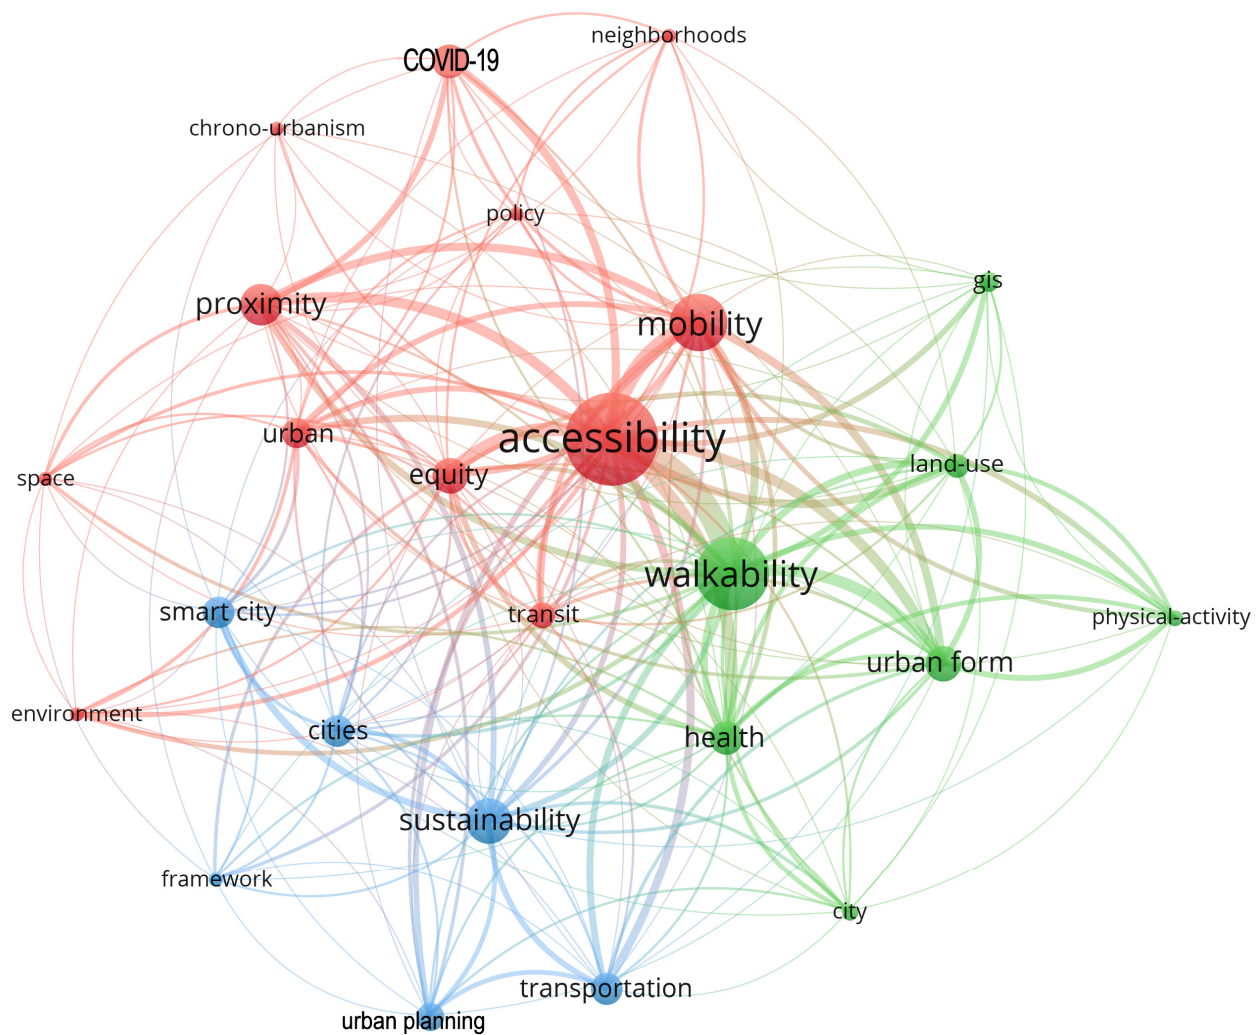 neighborhoods
COVID-19
chrono-urbanism
policy
gis
proximity
mobility
urban
accessibility
land-use
equity
space
walkability
smart city
transit
physical-activity
urban form
environment
cities
health
sustainability
framework
city
transportation
urban planning